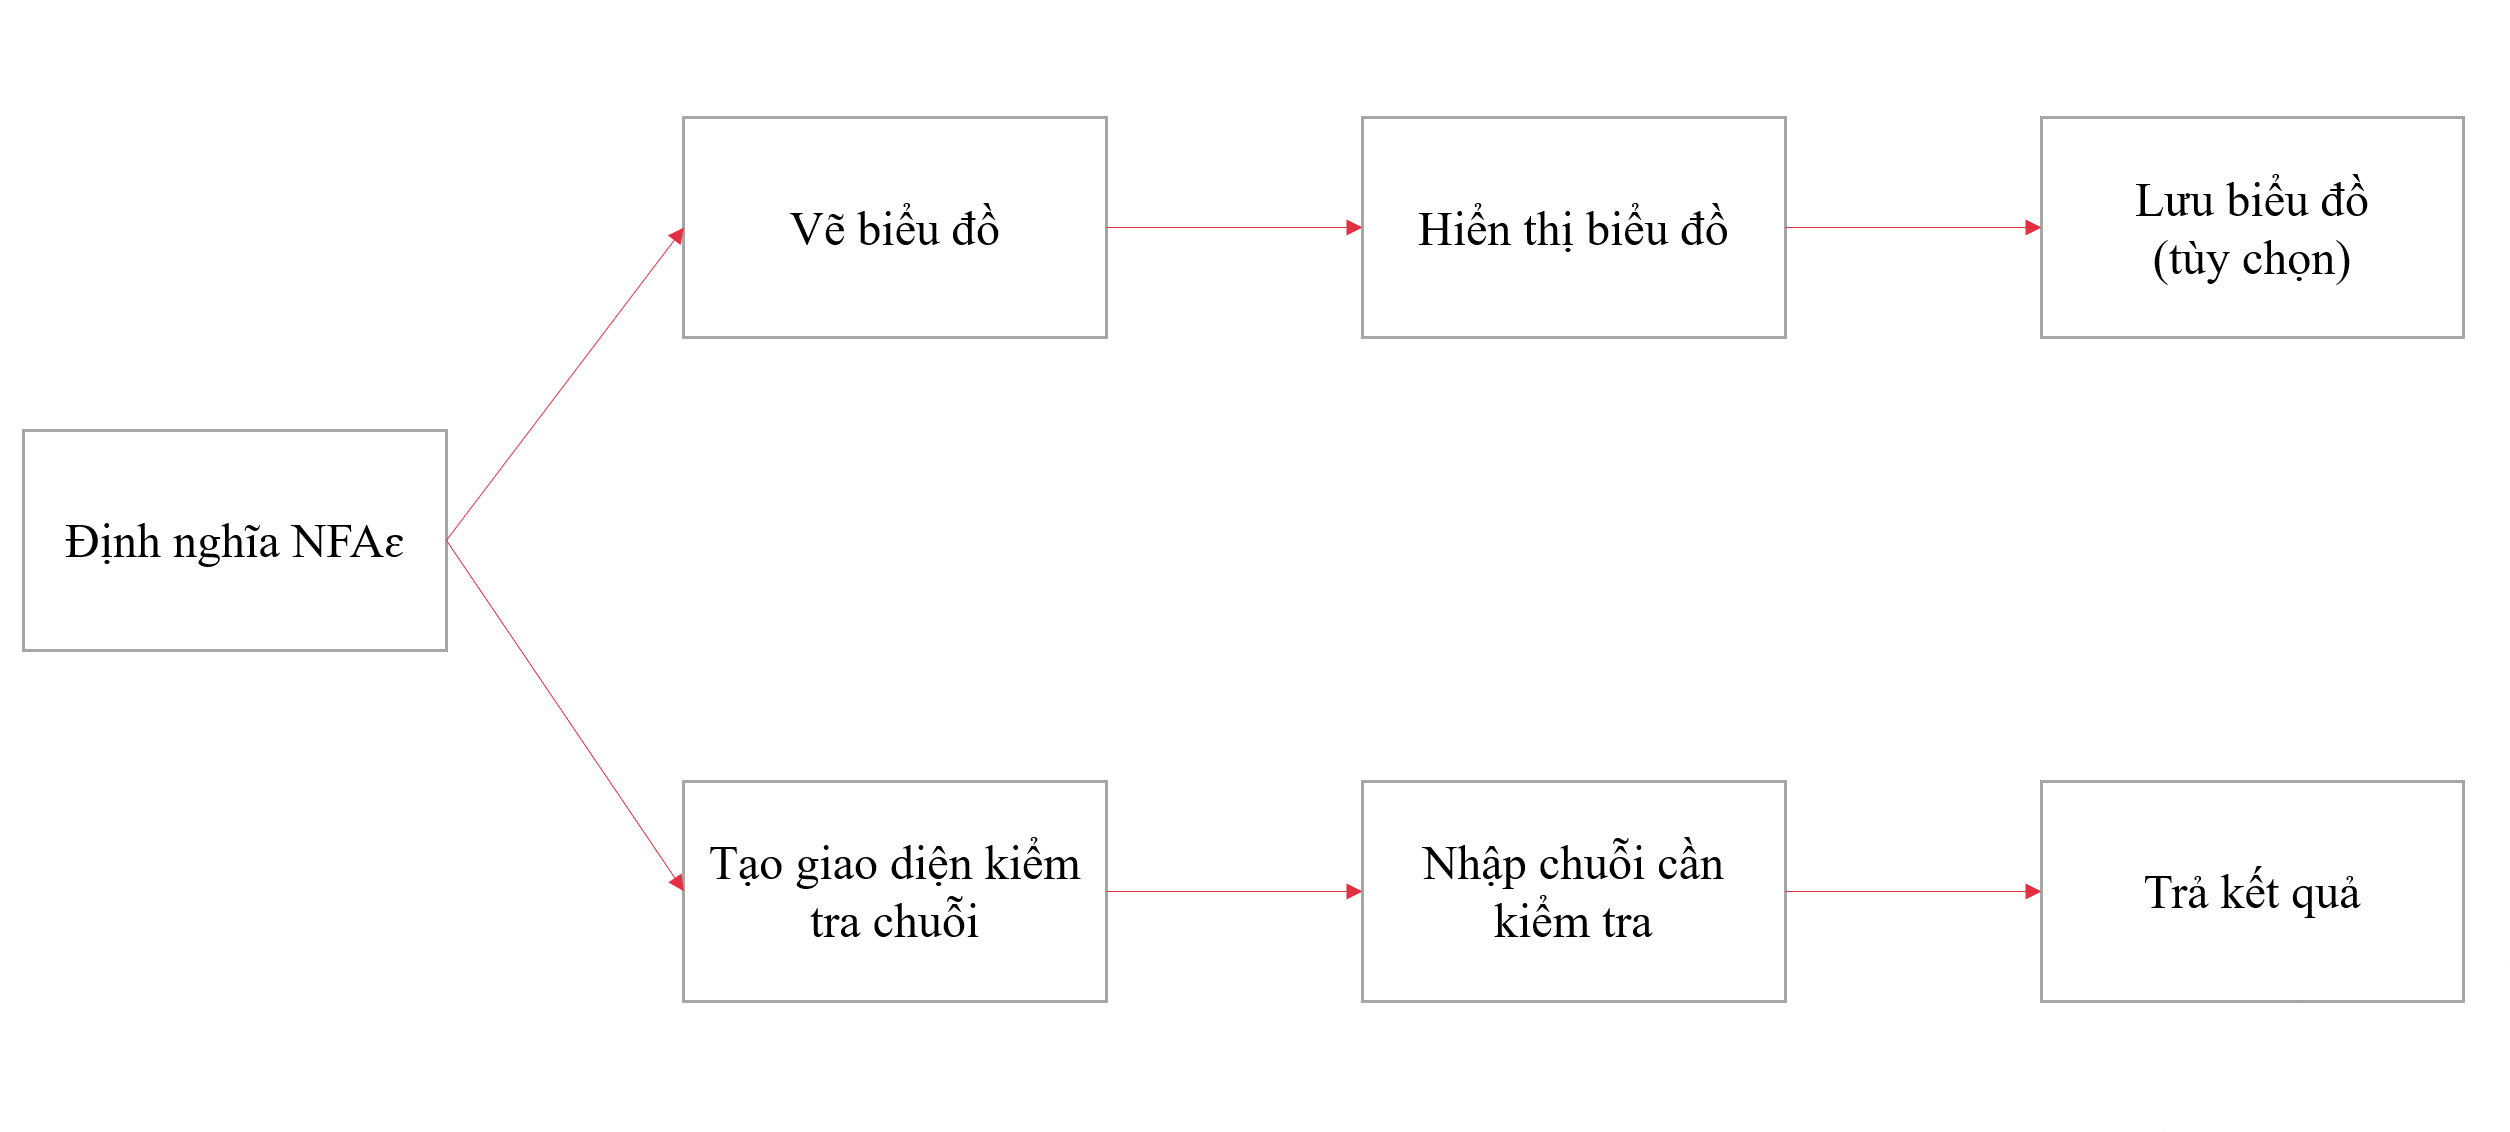 Định nghĩa NFAε
Vẽ biểu đồ
Hiển thị biểu đồ
Lưu biểu đồ
(tùy chọn)
Tạo giao diện kiểm
tra chuỗi
Nhập chuỗi cần
kiểm tra
Trả kết quả